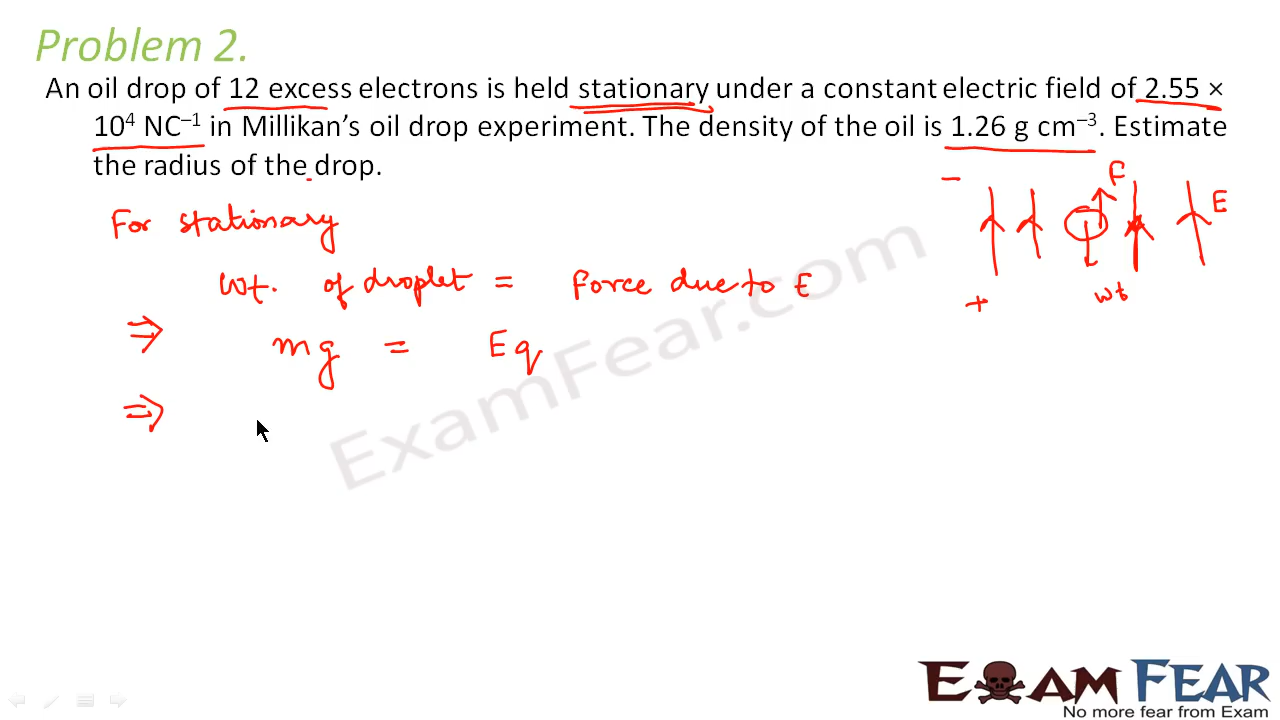 Problem 2.
An oil drop of 12 excess electrons is held stationary under a constant electric field of 2.55 ×
10⁴ NC⁻¹ in Millikan's oil drop experiment. The density of the oil is 1.26 g cm⁻³. Estimate
the radius of the drop.
- F E
For stationary
Wt. of droplet = Force due to E
+ wt
⇒ mg = Eq
⇒
ExamFear.com
EXAM FEAR
No more fear from Exam